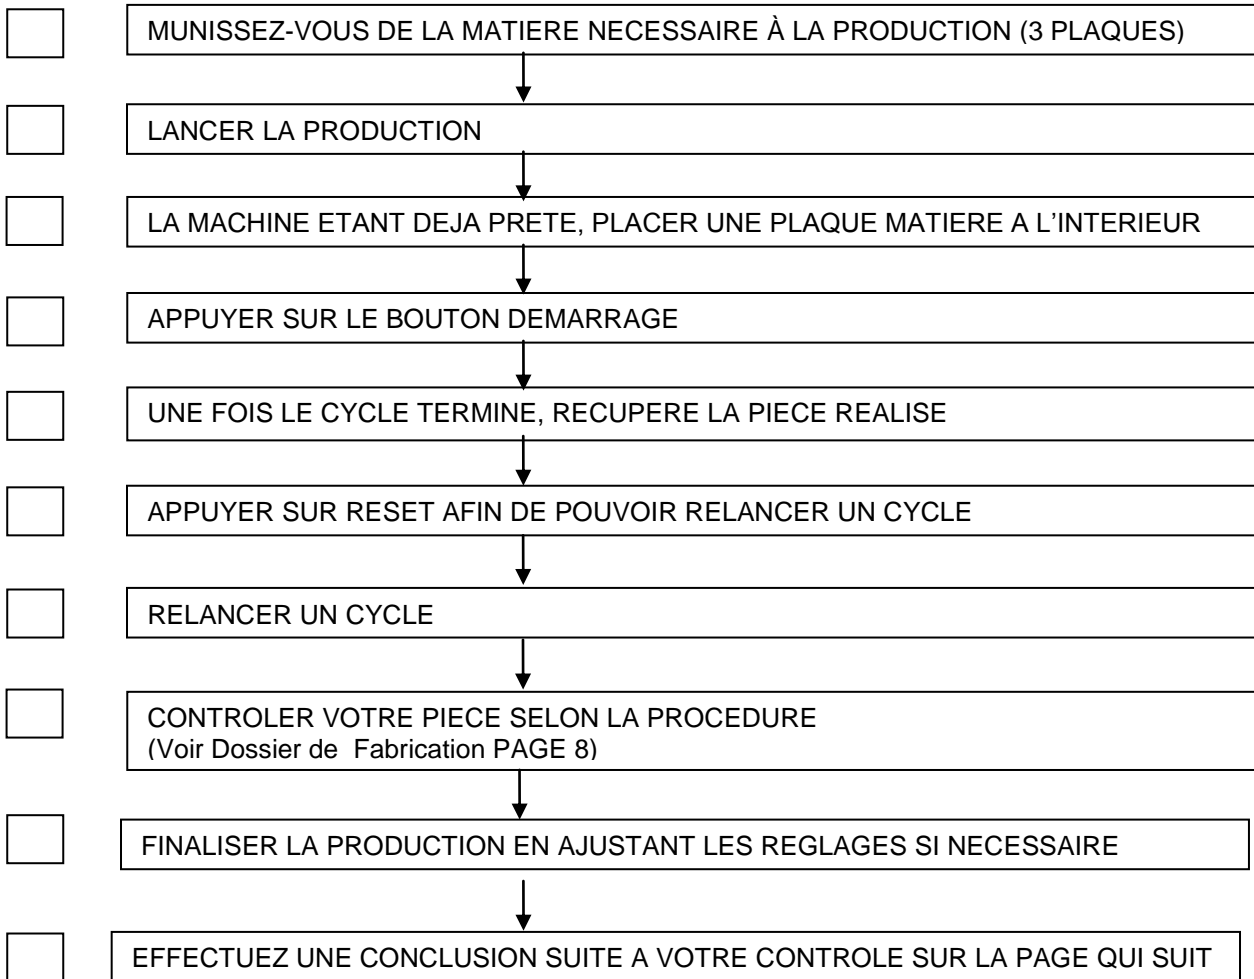 MUNISSEZ-VOUS DE LA MATIERE NECESSAIRE À LA PRODUCTION (3 PLAQUES)
LANCER LA PRODUCTION
LA MACHINE ETANT DEJA PRETE, PLACER UNE PLAQUE MATIERE A L'INTERIEUR
APPUYER SUR LE BOUTON DEMARRAGE
UNE FOIS LE CYCLE TERMINE, RECUPERE LA PIECE REALISE
APPUYER SUR RESET AFIN DE POUVOIR RELANCER UN CYCLE
RELANCER UN CYCLE
CONTROLER VOTRE PIECE SELON LA PROCEDURE
(Voir Dossier de Fabrication PAGE 8)
FINALISER LA PRODUCTION EN AJUSTANT LES REGLAGES SI NECESSAIRE
EFFECTUEZ UNE CONCLUSION SUITE A VOTRE CONTROLE SUR LA PAGE QUI SUIT